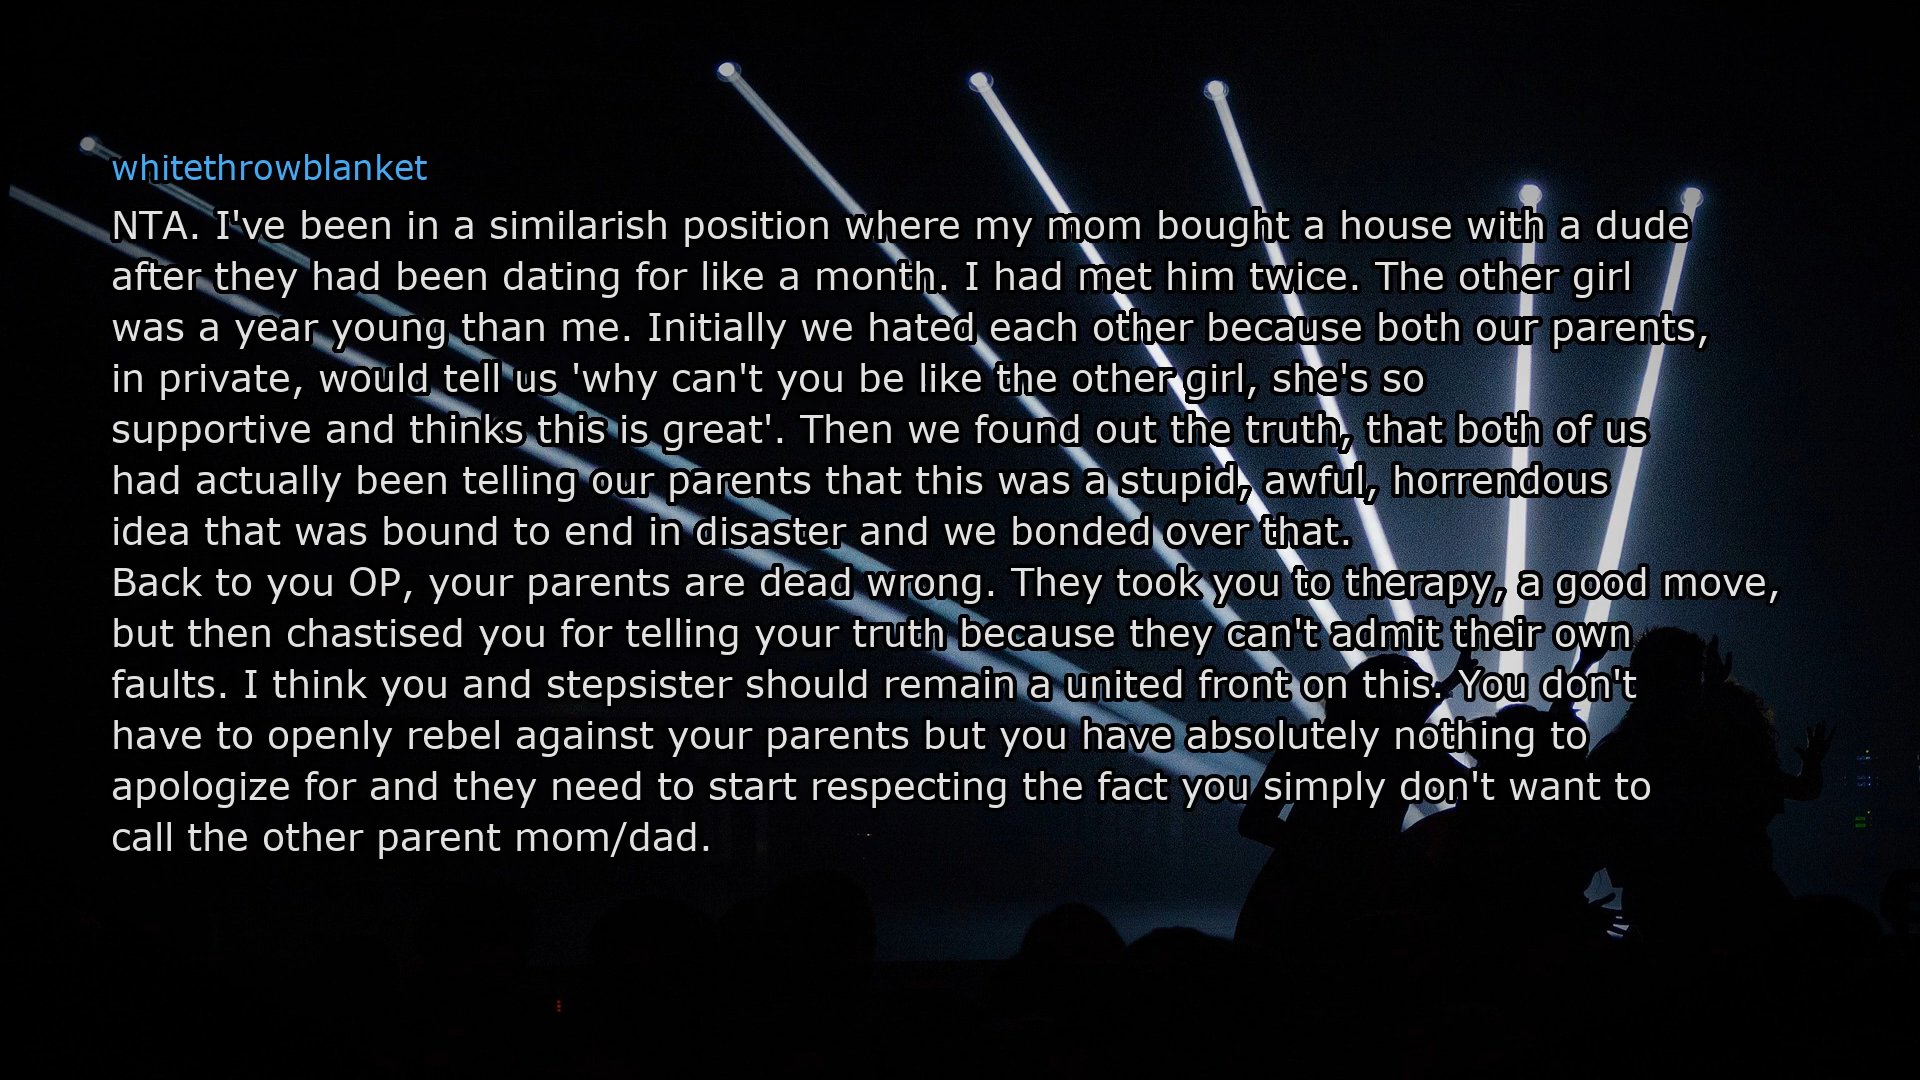 whitethrowblanket
NTA. I've been in a similarish position where my mom bought a house with a dude
after they had been dating for like a month. I had met him twice. The other girl
was a year young than me. Initially we hated each other because both our parents,
in private, would tell us 'why can't you be like the other girl, she's so
supportive and thinks this is great'. Then we found out the truth, that both of us
had actually been telling our parents that this was a stupid, awful, horrendous
idea that was bound to end in disaster and we bonded over that.
Back to you OP, your parents are dead wrong. They took you to therapy, a good move,
but then chastised you for telling your truth because they can't admit their own
faults. I think you and stepsister should remain a united front on this. You don't
have to openly rebel against your parents but you have absolutely nothing to
apologize for and they need to start respecting the fact you simply don't want to
call the other parent mom/dad.